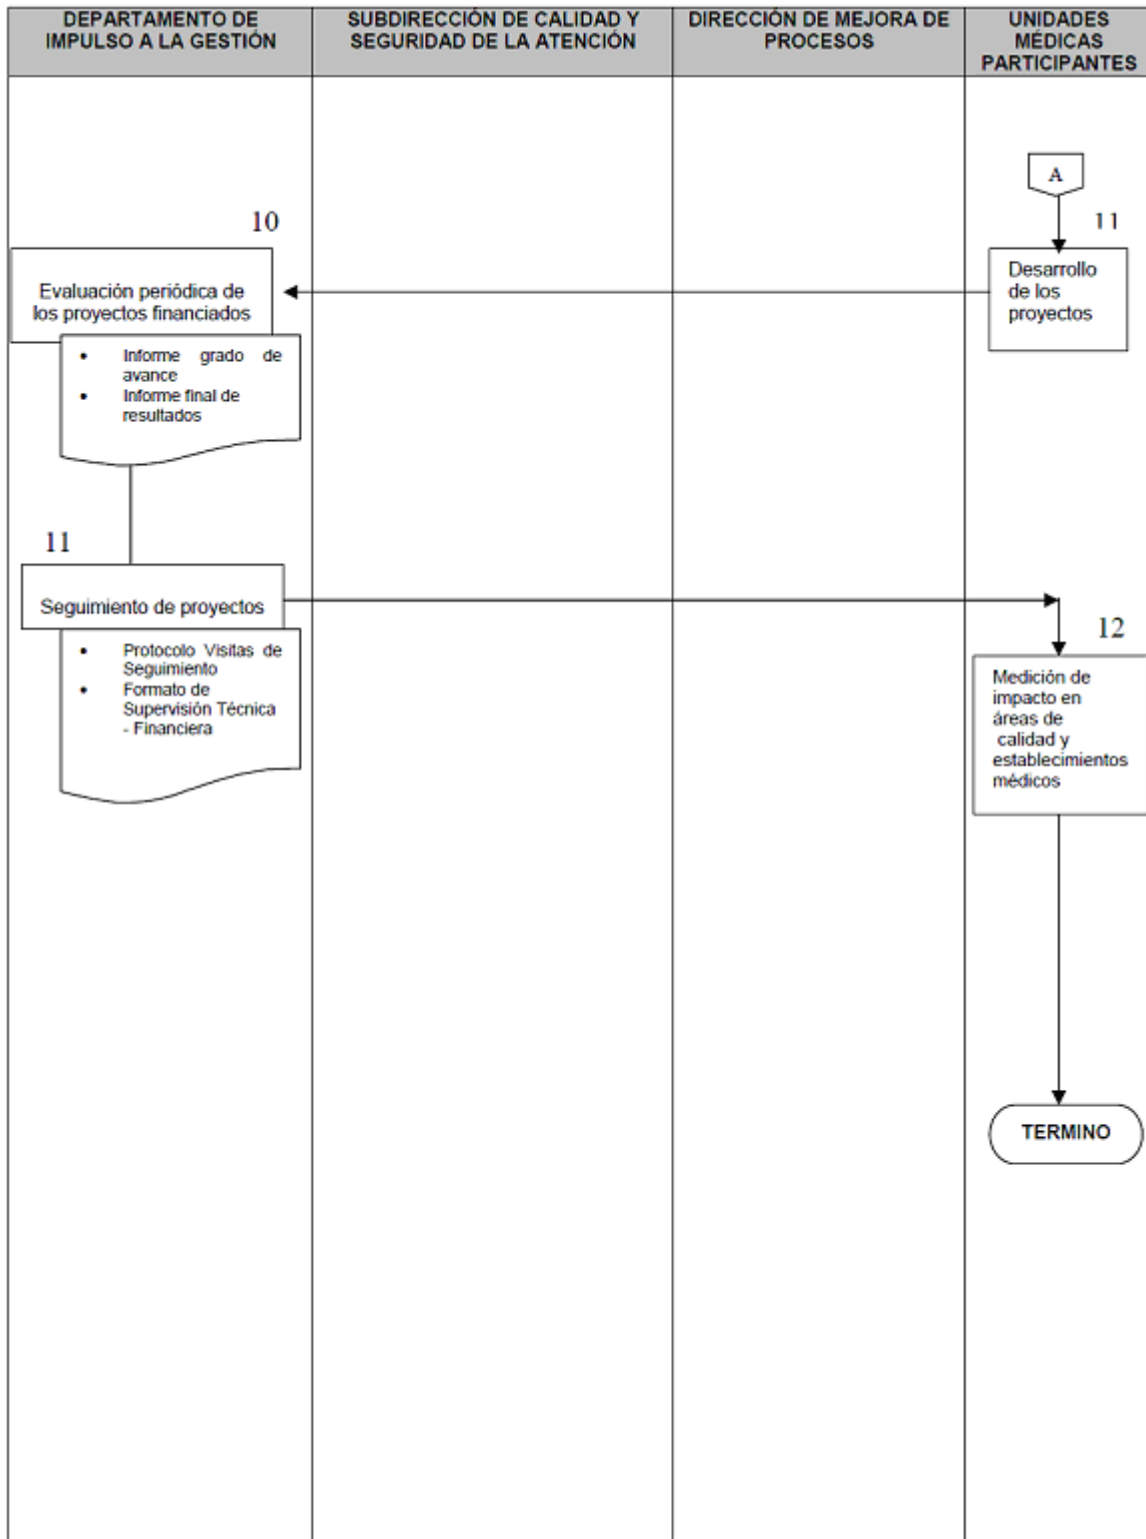 DEPARTAMENTO DE
IMPULSO A LA GESTIÓN
SUBDIRECCIÓN DE CALIDAD Y
SEGURIDAD DE LA ATENCIÓN
DIRECCIÓN DE MEJORA DE
PROCESOS
UNIDADES
MÉDICAS
PARTICIPANTES
A
11
Desarrollo
de los
proyectos
10
Evaluación periódica de
los proyectos financiados
• Informe grado de
avance
• Informe final de
resultados
11
Seguimiento de proyectos
• Protocolo Visitas de
Seguimiento
• Formato de
Supervisión Técnica
- Financiera
12
Medición de
impacto en
áreas de
calidad y
establecimientos
médicos
TERMINO